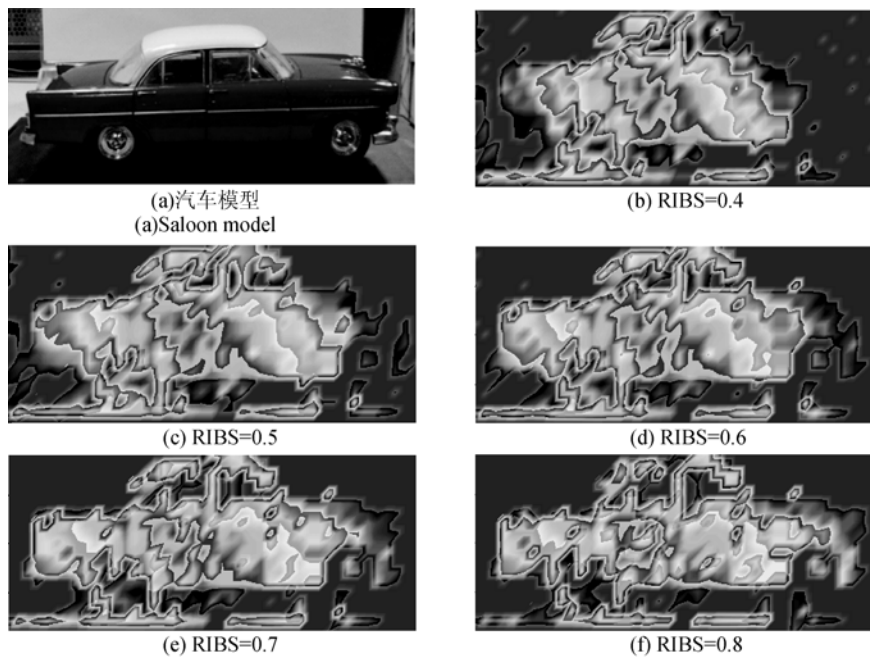 (a)汽车模型
(a)Saloon model
(b) RIBS=0.4
(c) RIBS=0.5
(d) RIBS=0.6
(e) RIBS=0.7
(f) RIBS=0.8